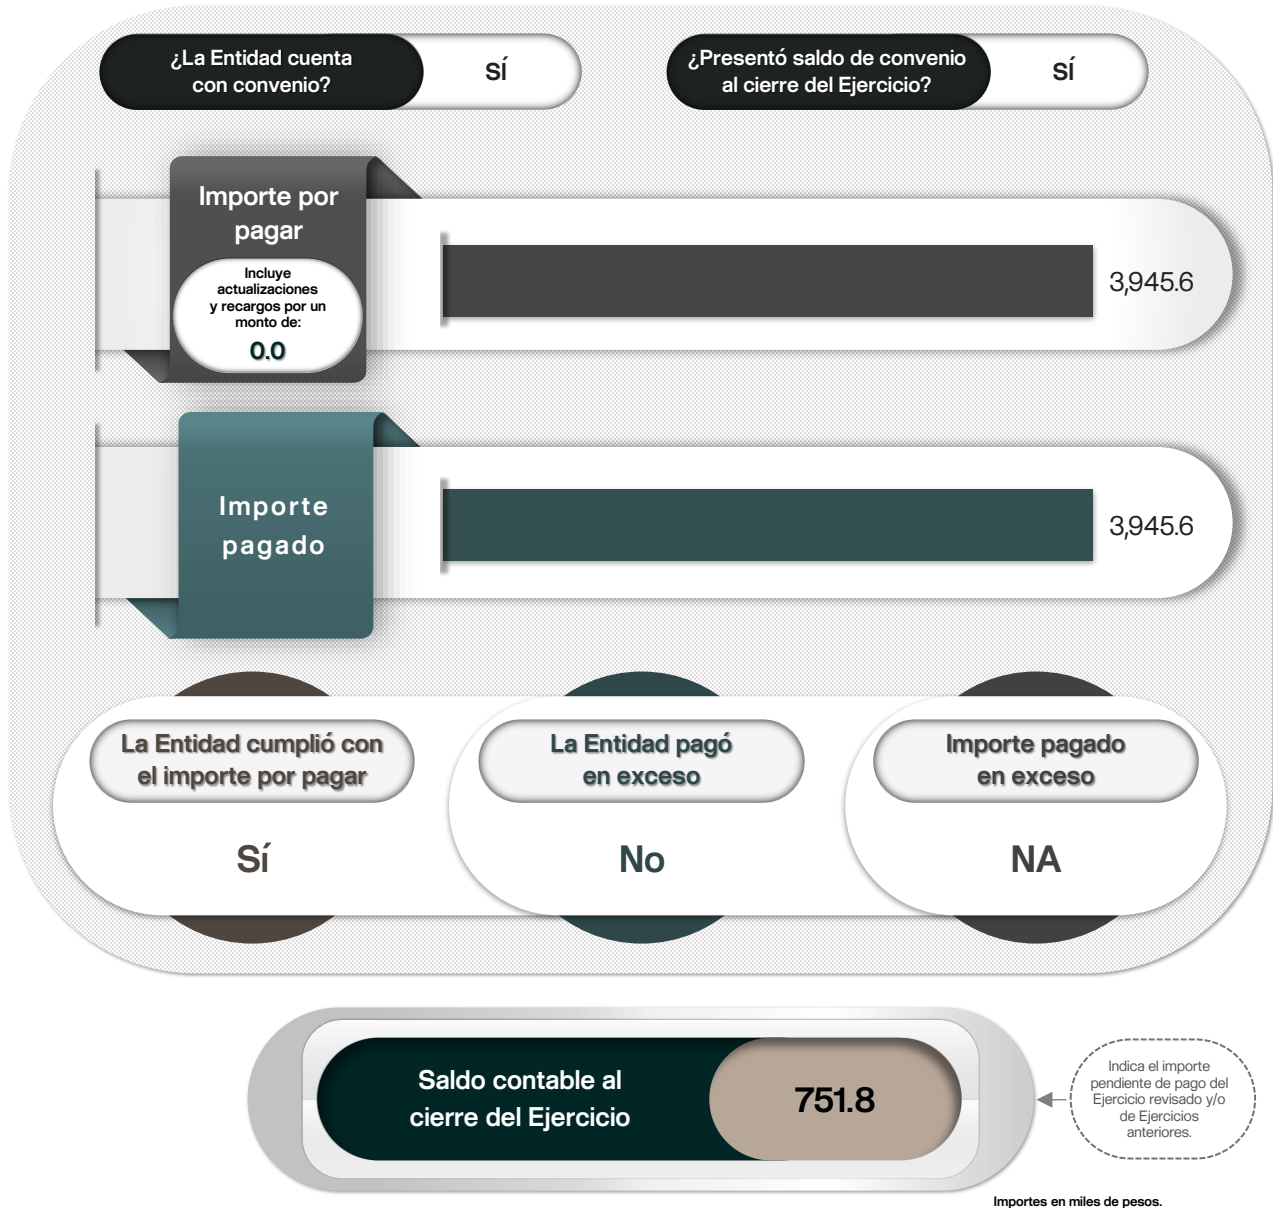 ¿La Entidad cuenta
con convenio?
SÍ
¿Presentó saldo de convenio
al cierre del Ejercicio?
SÍ
Importe por
pagar
Incluye
actualizaciones
y recargos por un
monto de:
0.0
3,945.6
Importe
pagado
3,945.6
La Entidad cumplió con
el importe por pagar
Sí
La Entidad pagó
en exceso
No
Importe pagado
en exceso
NA
Saldo contable al
cierre del Ejercicio
751.8
Indica el importe
pendiente de pago del
Ejercicio revisado y/o
de Ejercicios
anteriores.
Importes en miles de pesos.